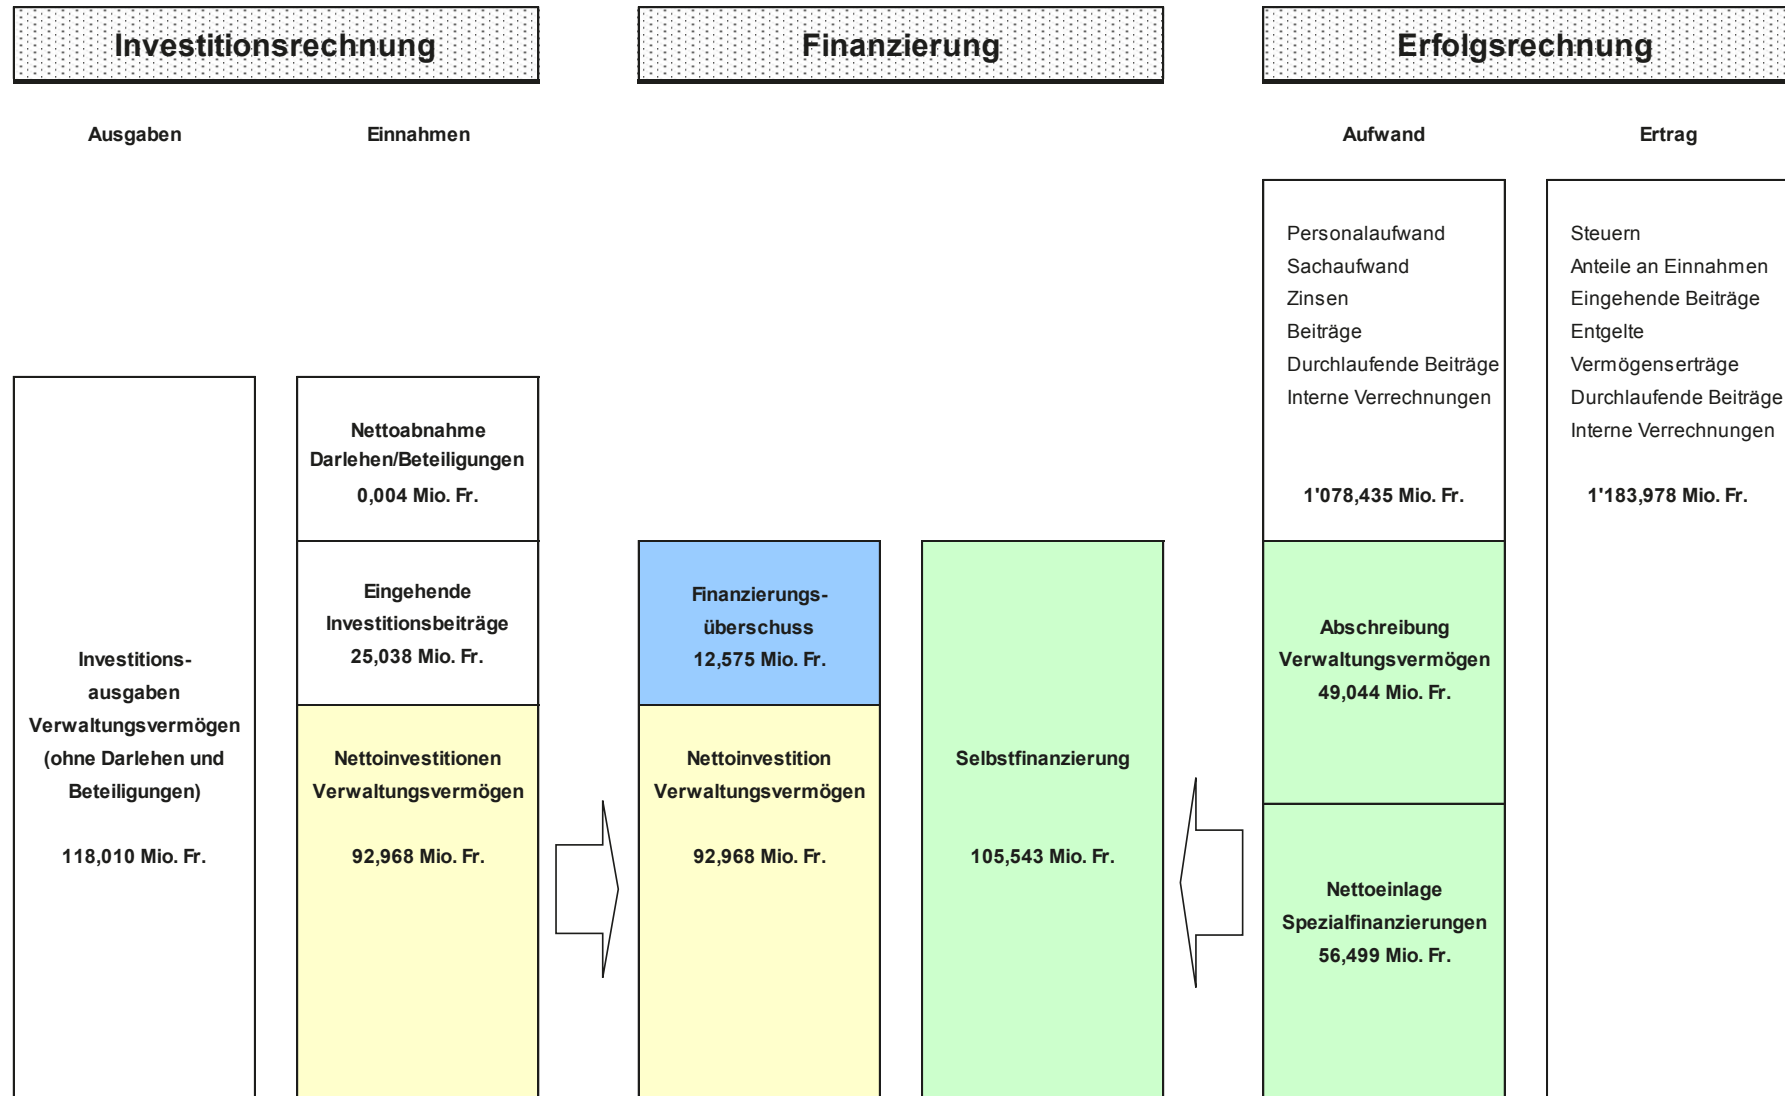 Investitionsrechnung
Finanzierung
Erfolgsrechnung
Ausgaben
Einnahmen
Aufwand
Ertrag
Investitions-
ausgaben
Verwaltungsvermögen
(ohne Darlehen und
Beteiligungen)
118,010 Mio. Fr.
Nettoabnahme
Darlehen/Beteiligungen
0,004 Mio. Fr.
Eingehende
Investitionsbeiträge
25,038 Mio. Fr.
Nettoinvestitionen
Verwaltungsvermögen
92,968 Mio. Fr.
Finanzierungs-
überschuss
12,575 Mio. Fr.
Nettoinvestition
Verwaltungsvermögen
92,968 Mio. Fr.
Selbstfinanzierung
105,543 Mio. Fr.
Personalaufwand
Sachaufwand
Zinsen
Beiträge
Durchlaufende Beiträge
Interne Verrechnungen
1'078,435 Mio. Fr.
Abschreibung
Verwaltungsvermögen
49,044 Mio. Fr.
Nettoeinlage
Spezialfinanzierungen
56,499 Mio. Fr.
Steuern
Anteile an Einnahmen
Eingehende Beiträge
Entgelte
Vermögenserträge
Durchlaufende Beiträge
Interne Verrechnungen
1'183,978 Mio. Fr.